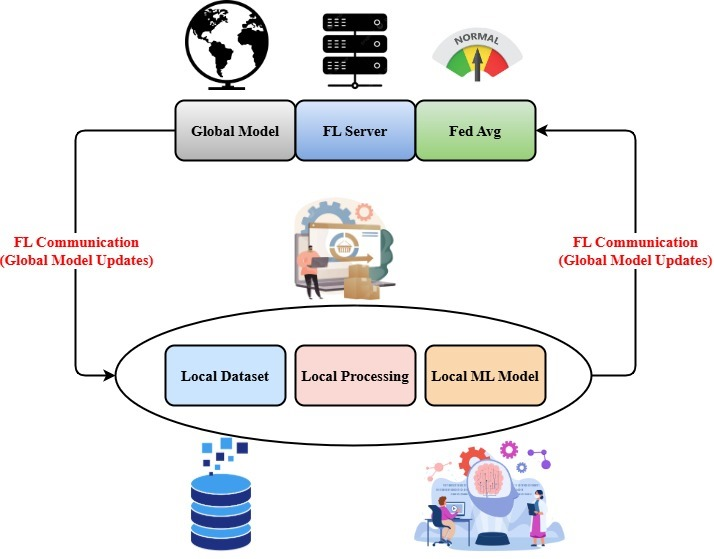 NORMAL
Global Model
FL Server
Fed Avg
FL Communication
(Global Model Updates)
FL Communication
(Global Model Updates)
Local Dataset
Local Processing
Local ML Model